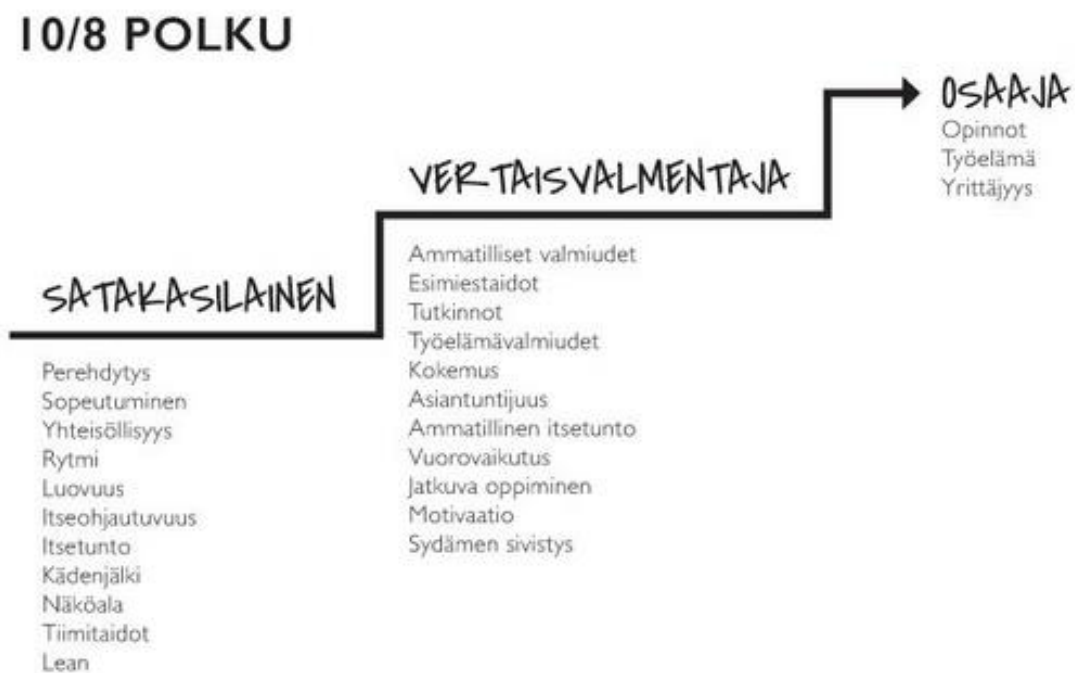 10/8 POLKU
SATAKASILAINEN
Perehdytys
Sopeutuminen
Yhteisöllisyys
Rytmi
Luovuus
Itseohjautuvuus
Itsetunto
Kädenjälki
Näköala
Tiimitaidot
Lean
VERTAISVALMENTAJA
Ammatilliset valmiudet
Esimiestaidot
Tutkinnot
Työelämävalmiudet
Kokemus
Asiantuntijuus
Ammatillinen itsetunto
Vuorovaikutus
Jatkuva oppiminen
Motivaatio
Sydämen sivistys
OSAAJA
Opinnot
Työelämä
Yrittäjyys